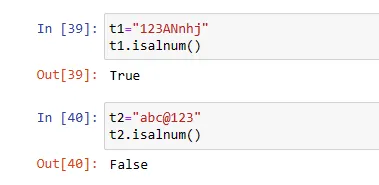 In [39]: t1="123ANnhj"
t1.isalnum()
Out[39]: True
In [40]: t2="abc@123"
t2.isalnum()
Out[40]: False